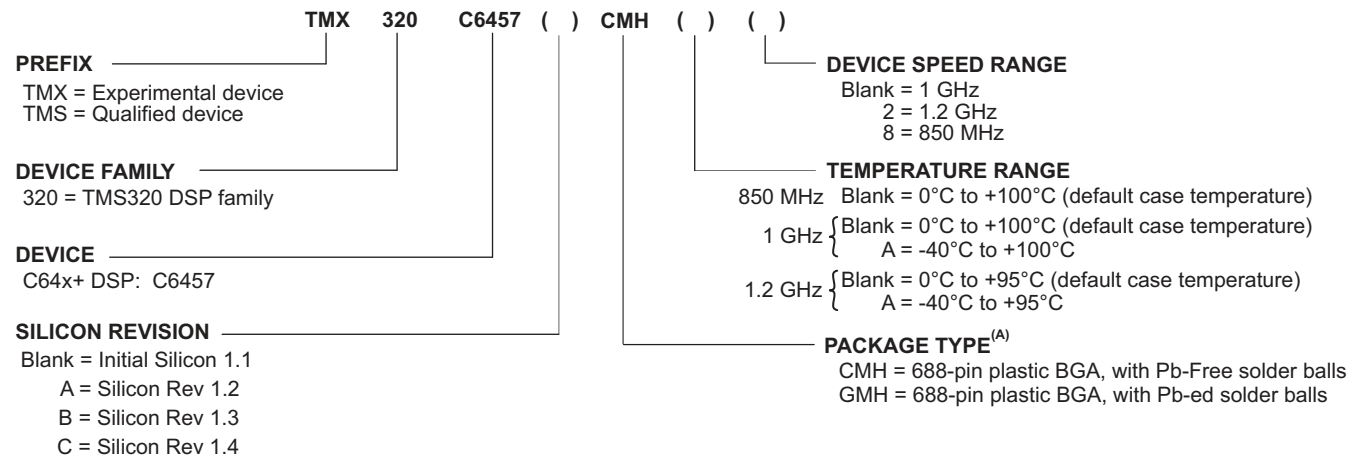 TMX 320 C6457 ( ) CMH ( ) ( )
PREFIX
TMX = Experimental device
TMS = Qualified device
DEVICE FAMILY
320 = TMS320 DSP family
DEVICE
C64x+ DSP: C6457
SILICON REVISION
Blank = Initial Silicon 1.1
A = Silicon Rev 1.2
B = Silicon Rev 1.3
C = Silicon Rev 1.4
DEVICE SPEED RANGE
Blank = 1 GHz
2 = 1.2 GHz
8 = 850 MHz
TEMPERATURE RANGE
850 MHz Blank = 0°C to +100°C (default case temperature)
1 GHz { Blank = 0°C to +100°C (default case temperature)
A = -40°C to +100°C
1.2 GHz { Blank = 0°C to +95°C (default case temperature)
A = -40°C to +95°C
PACKAGE TYPE(A)
CMH = 688-pin plastic BGA, with Pb-Free solder balls
GMH = 688-pin plastic BGA, with Pb-ed solder balls